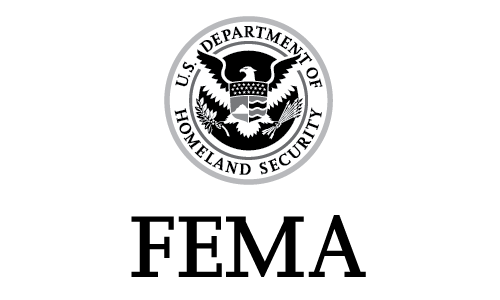 U.S. DEPARTMENT OF
HOMELAND SECURITY
FEMA